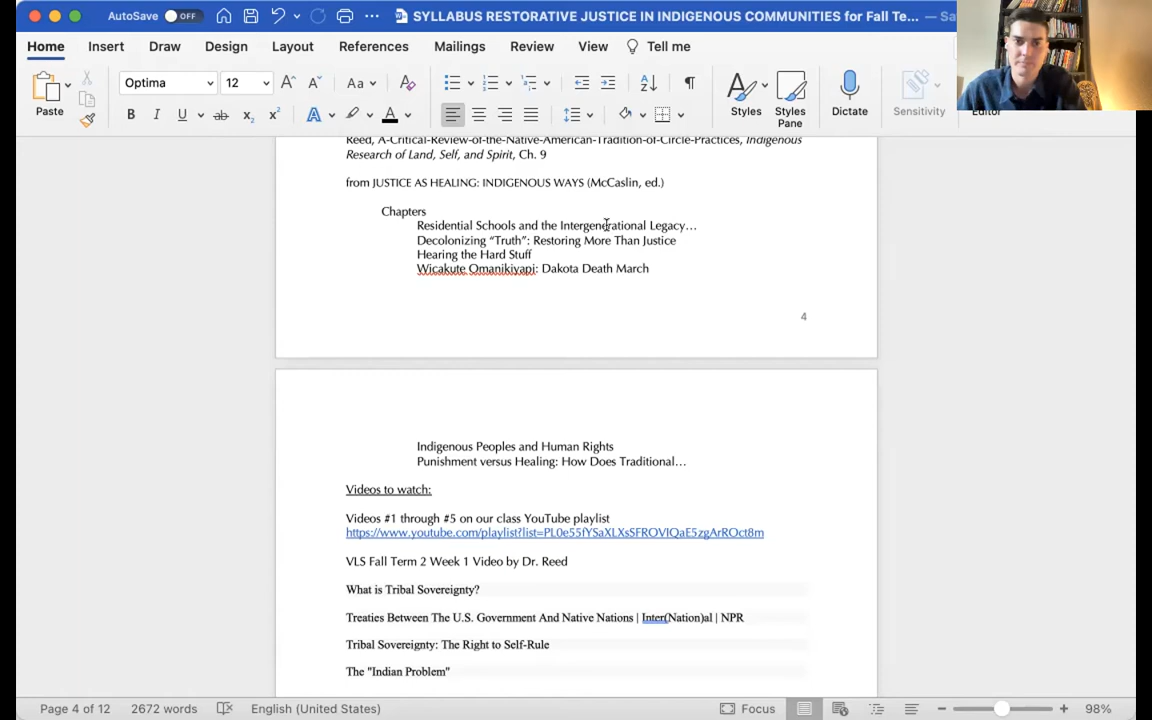 AutoSave OFF SYLLABUS RESTORATIVE JUSTICE IN INDIGENOUS COMMUNITIES for Fall Te... — Sa
Home Insert Draw Design Layout References Mailings Review View Tell me
Paste Optima 12 Aa Styles Styles Pane Dictate Sensitivity Editor
Reed, A-Critical-Review-of-the-Native-American-Tradition-of-Circle-Practices, Indigenous
Research of Land, Self, and Spirit, Ch. 9
from JUSTICE AS HEALING: INDIGENOUS WAYS (McCaslin, ed.)
Chapters
Residential Schools and the Intergenerational Legacy…
Decolonizing “Truth”: Restoring More Than Justice
Hearing the Hard Stuff
Wicakute Omanikiyapi: Dakota Death March
4
Indigenous Peoples and Human Rights
Punishment versus Healing: How Does Traditional…
Videos to watch:
Videos #1 through #5 on our class YouTube playlist
https://www.youtube.com/playlist?list=PL0e55fYSaXLXsSFROVIQaE5zgArROct8m
VLS Fall Term 2 Week 1 Video by Dr. Reed
What is Tribal Sovereignty?
Treaties Between The U.S. Government And Native Nations | Inter(Nation)al | NPR
Tribal Sovereignty: The Right to Self-Rule
The "Indian Problem"
Page 4 of 12 2672 words English (United States) Focus 98%